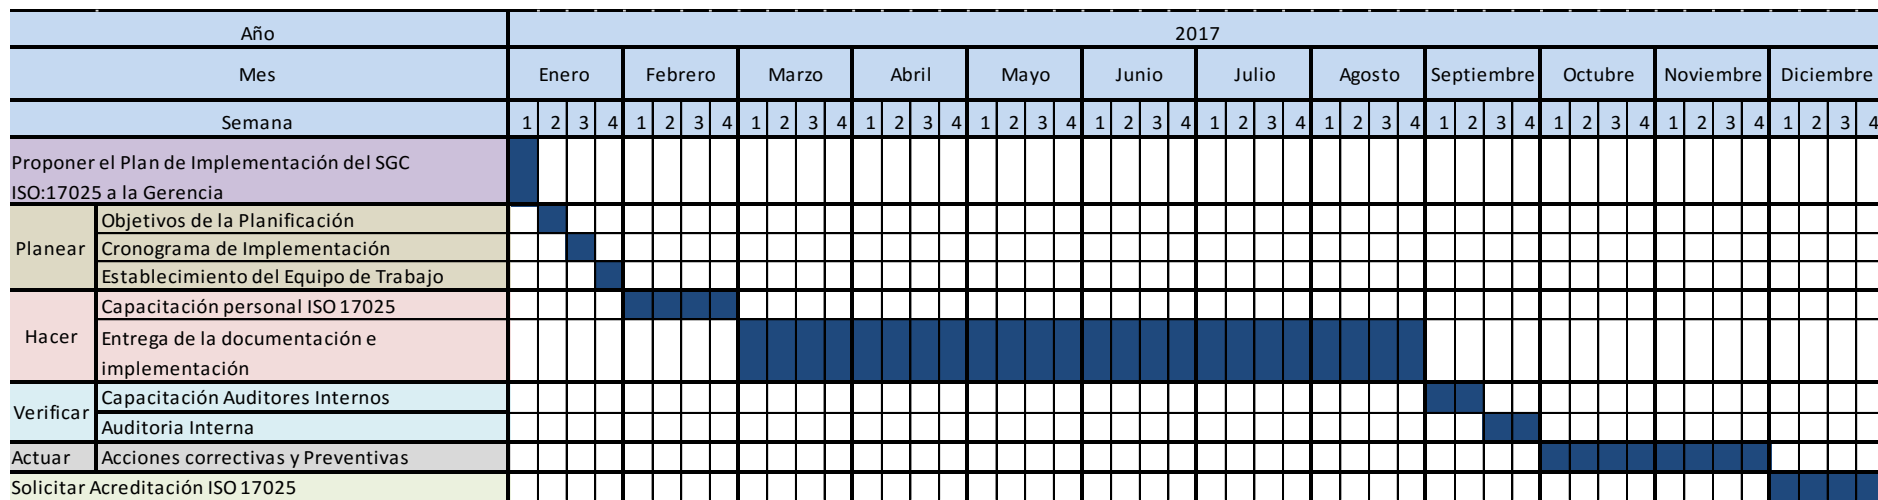 Año 2017
Mes Enero Febrero Marzo Abril Mayo Junio Julio Agosto Septiembre Octubre Noviembre Diciembre
Semana 1 2 3 4 1 2 3 4 1 2 3 4 1 2 3 4 1 2 3 4 1 2 3 4 1 2 3 4 1 2 3 4 1 2 3 4 1 2 3 4 1 2 3 4 1 2 3 4
Proponer el Plan de Implementación del SGC
ISO:17025 a la Gerencia
Planear
Objetivos de la Planificación
Cronograma de Implementación
Establecimiento del Equipo de Trabajo
Hacer
Capacitación personal ISO 17025
Entrega de la documentación e
implementación
Verificar
Capacitación Auditores Internos
Auditoria Interna
Actuar Acciones correctivas y Preventivas
Solicitar Acreditación ISO 17025